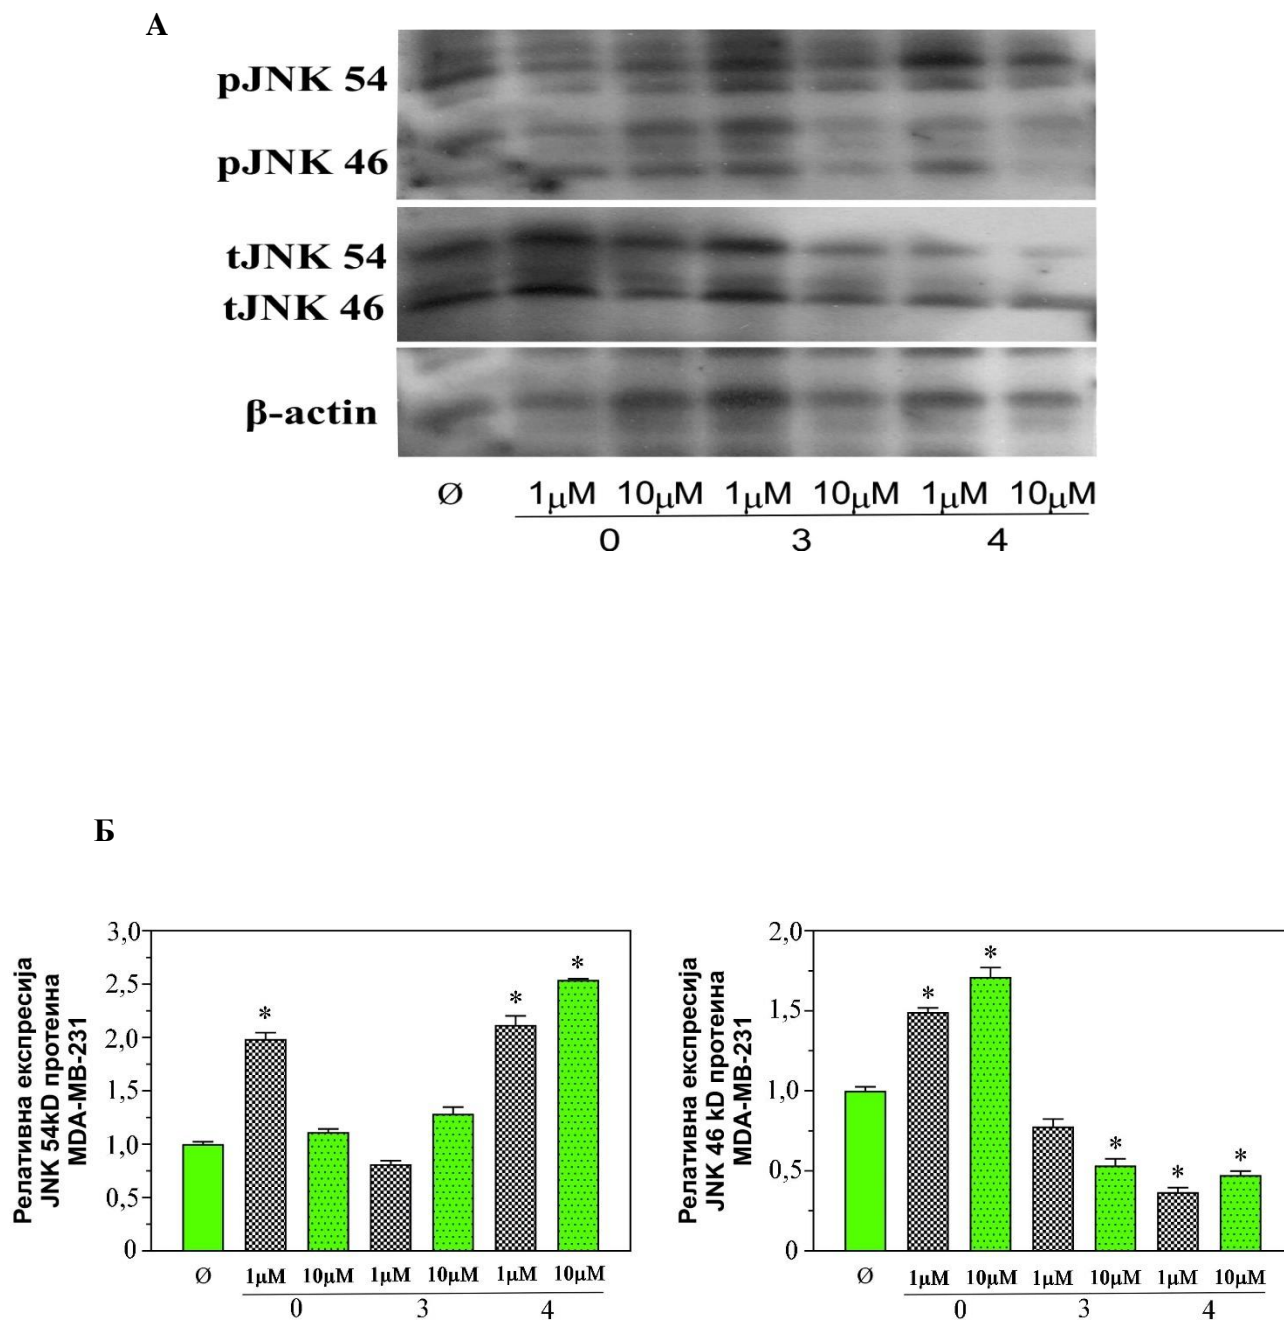 А
pJNK 54
pJNK 46
tJNK 54
tJNK 46
β-actin
Ø 1μM 10μM 1μM 10μM 1μM 10μM
0 3 4
Б
Релативна експресија
JNK 54kD протеина
MDA-MB-231
3,0
2,5
2,0
1,5
1,0
0,5
0
* * *
Ø 1μM 10μM 1μM 10μM 1μM 10μM
0 3 4
Релативна експресија
JNK 46 kD протеина
MDA-MB-231
2,0
1,5
1,0
0,5
0
* * * * *
Ø 1μM 10μM 1μM 10μM 1μM 10μM
0 3 4